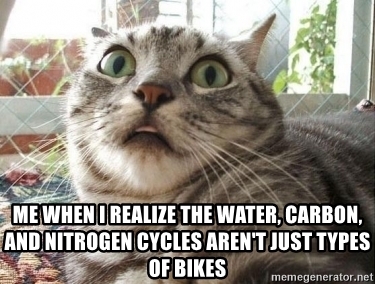 ME WHEN I REALIZE THE WATER, CARBON,
AND NITROGEN CYCLES AREN'T JUST TYPES
OF BIKES
memegenerator.net